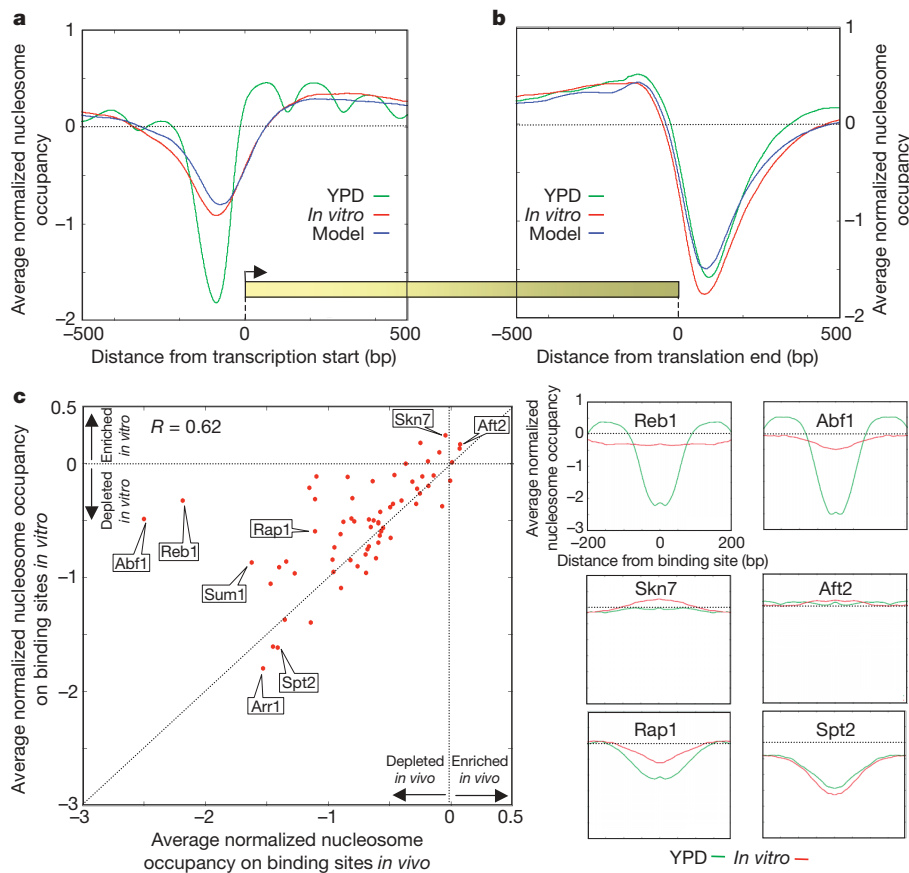 a
Average normalized nucleosome
occupancy
1
0
−1
−2
−500
0
500
Distance from transcription start (bp)
YPD
In vitro
Model
b
1
0
−1
−2
Average normalized nucleosome
occupancy
−500
0
500
Distance from translation end (bp)
YPD
In vitro
Model
c
Average normalized nucleosome occupancy
on binding sites in vitro
0.5
0
−1
−2
−3
Enriched
in vitro
Depleted
in vitro
R = 0.62
Skn7
Aft2
Abf1
Reb1
Rap1
Sum1
Spt2
Arr1
Depleted
in vivo
Enriched
in vivo
−3
−2
−1
0
0.5
Average normalized nucleosome
occupancy on binding sites in vivo
Average normalized
nucleosome occupancy
1
0
−1
−2
−3
Reb1
−200
0
200
Distance from binding site (bp)
Abf1
Skn7
Aft2
Rap1
Spt2
YPD
In vitro